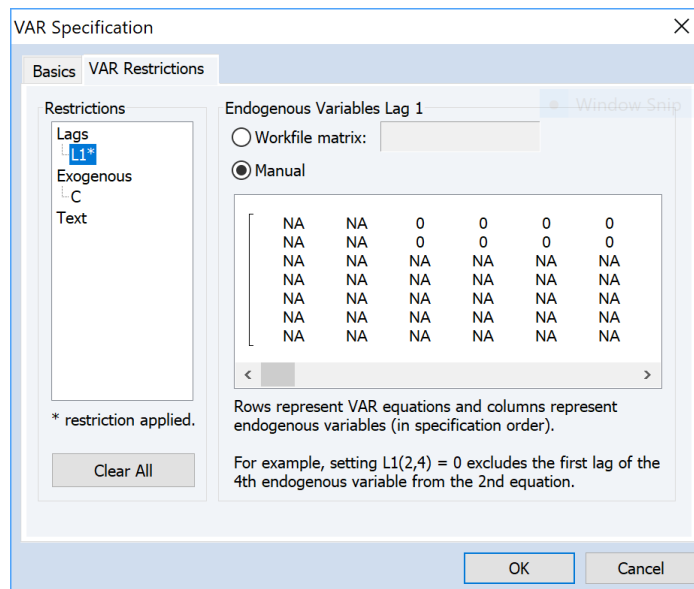 VAR Specification
Basics
VAR Restrictions
Restrictions
Lags
L1*
Exogenous
C
Text
* restriction applied.
Clear All
Endogenous Variables Lag 1
Window Snip
Workfile matrix:
Manual
NA NA 0 0 0 0
NA NA 0 0 0 0
NA NA NA NA NA NA
NA NA NA NA NA NA
NA NA NA NA NA NA
NA NA NA NA NA NA
NA NA NA NA NA NA
Rows represent VAR equations and columns represent
endogenous variables (in specification order).
For example, setting L1(2,4) = 0 excludes the first lag of the
4th endogenous variable from the 2nd equation.
OK
Cancel